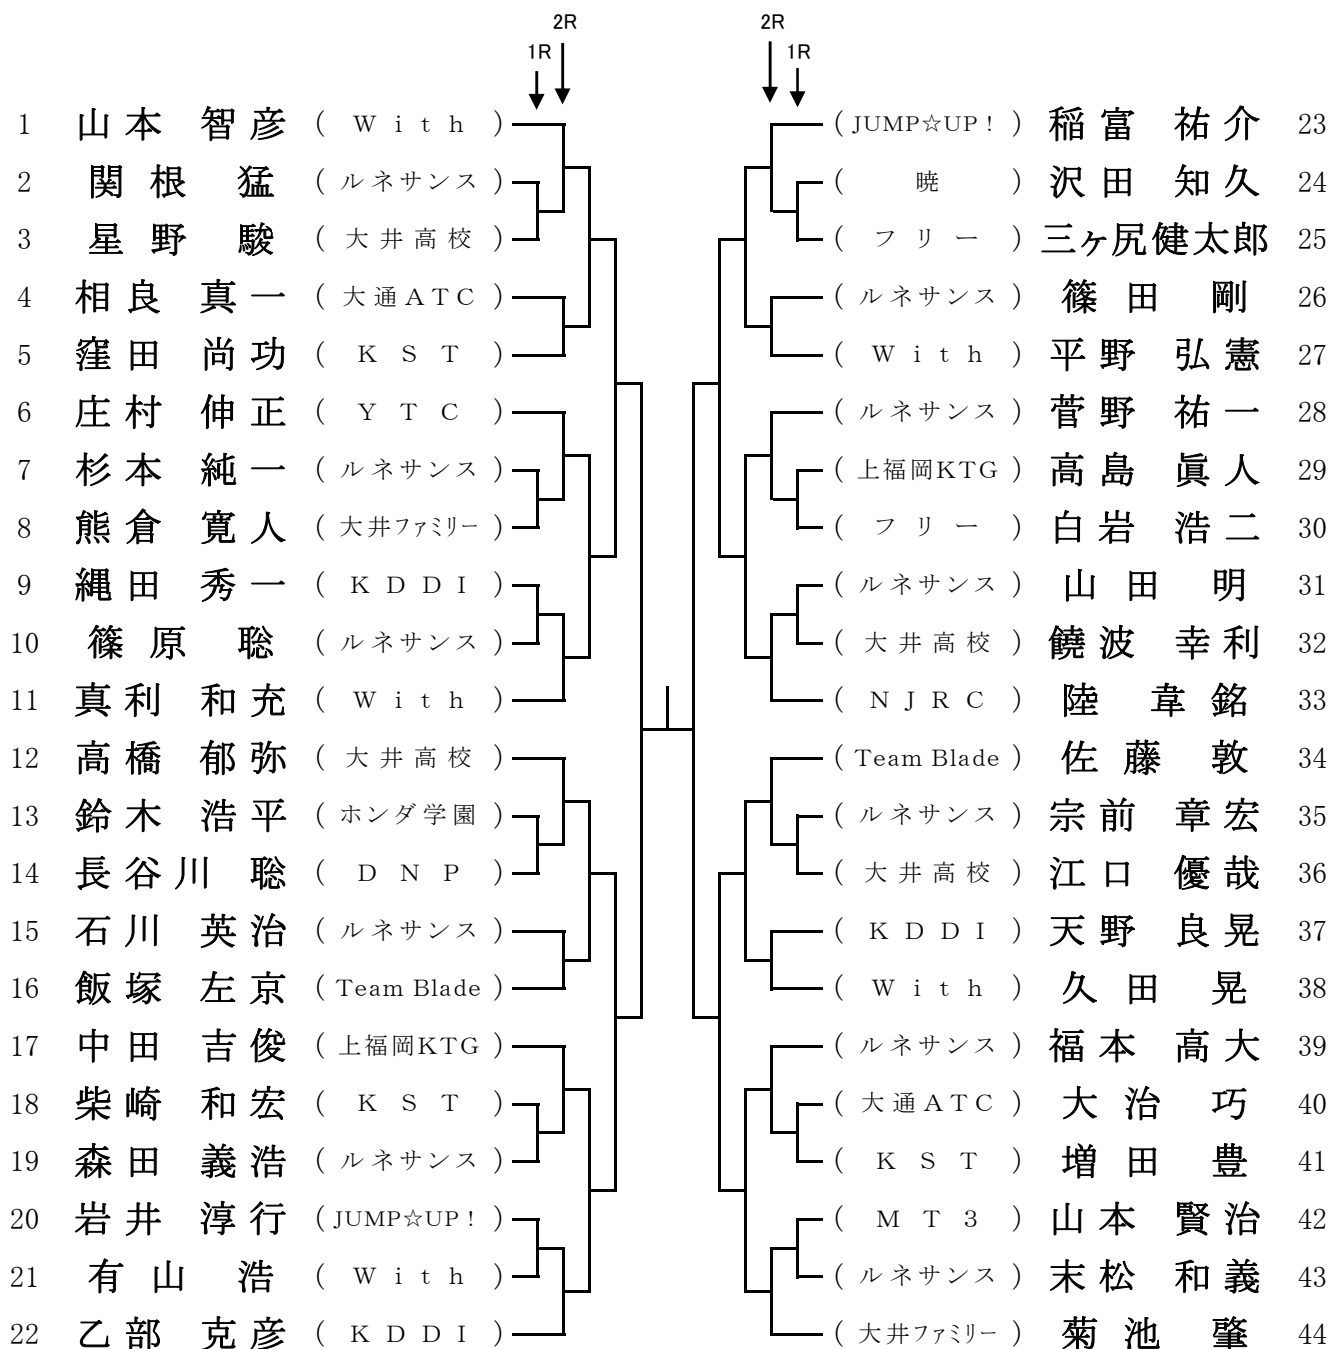 2R 2R
1R 1R
1 山本 智彦 ( With ) ( JUMP☆UP! ) 稲富 祐介 23
2 関根 猛 ( ルネサンス ) ( 暁 ) 沢田 知久 24
3 星野 駿 ( 大井高校 ) ( フリー ) 三ヶ尻健太郎 25
4 相良 真一 ( 大通ATC ) ( ルネサンス ) 篠田 剛 26
5 窪田 尚功 ( KST ) ( With ) 平野 弘憲 27
6 庄村 伸正 ( YTC ) ( ルネサンス ) 菅野 祐一 28
7 杉本 純一 ( ルネサンス ) ( 上福岡KTG ) 高島 眞人 29
8 熊倉 寛人 ( 大井ファミリー ) ( フリー ) 白岩 浩二 30
9 縄田 秀一 ( KDDI ) ( ルネサンス ) 山田 明 31
10 篠原 聡 ( ルネサンス ) ( 大井高校 ) 饒波 幸利 32
11 真利 和充 ( With ) ( NJRC ) 陸 韋銘 33
12 高橋 郁弥 ( 大井高校 ) ( Team Blade ) 佐藤 敦 34
13 鈴木 浩平 ( ホンダ学園 ) ( ルネサンス ) 宗前 章宏 35
14 長谷川 聡 ( DNP ) ( 大井高校 ) 江口 優哉 36
15 石川 英治 ( ルネサンス ) ( KDDI ) 天野 良晃 37
16 飯塚 左京 ( Team Blade ) ( With ) 久田 晃 38
17 中田 吉俊 ( 上福岡KTG ) ( ルネサンス ) 福本 高大 39
18 柴崎 和宏 ( KST ) ( 大通ATC ) 大治 巧 40
19 森田 義浩 ( ルネサンス ) ( KST ) 増田 豊 41
20 岩井 淳行 ( JUMP☆UP! ) ( MT3 ) 山本 賢治 42
21 有山 浩 ( With ) ( ルネサンス ) 末松 和義 43
22 乙部 克彦 ( KDDI ) ( 大井ファミリー ) 菊池 肇 44